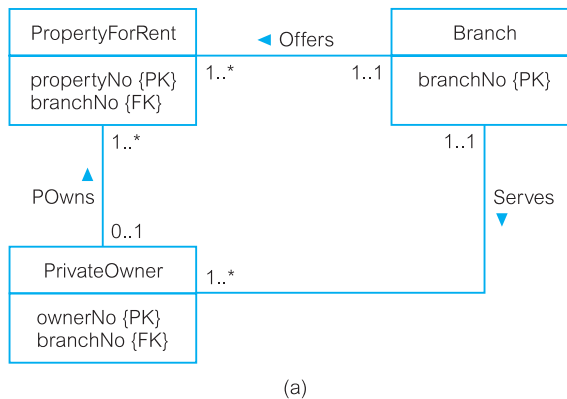 PropertyForRent
◄ Offers
Branch
propertyNo {PK}
branchNo {FK}
1..*
1..1
branchNo {PK}
1..*
1..1
▲
POwns
Serves
▼
0..1
PrivateOwner
1..*
ownerNo {PK}
branchNo {FK}
(a)